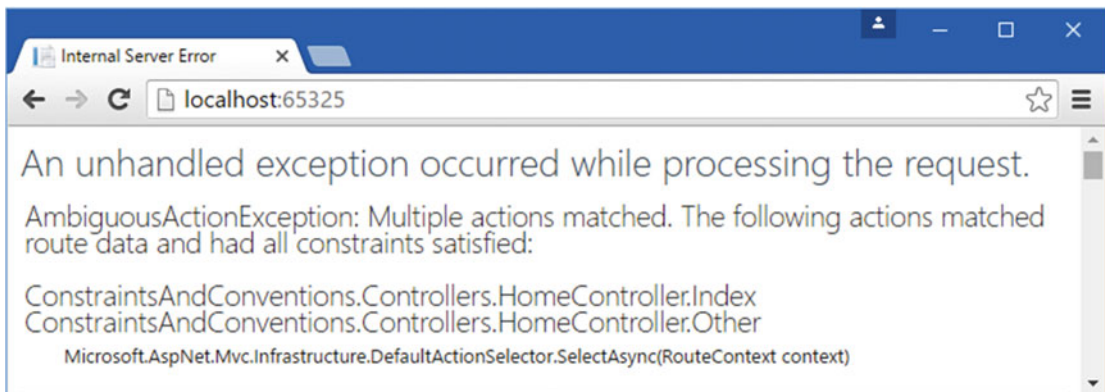 Internal Server Error
localhost:65325
An unhandled exception occurred while processing the request.
AmbiguousActionException: Multiple actions matched. The following actions matched
route data and had all constraints satisfied:
ConstraintsAndConventions.Controllers.HomeController.Index
ConstraintsAndConventions.Controllers.HomeController.Other
Microsoft.AspNet.Mvc.Infrastructure.DefaultActionSelector.SelectAsync(RouteContext context)